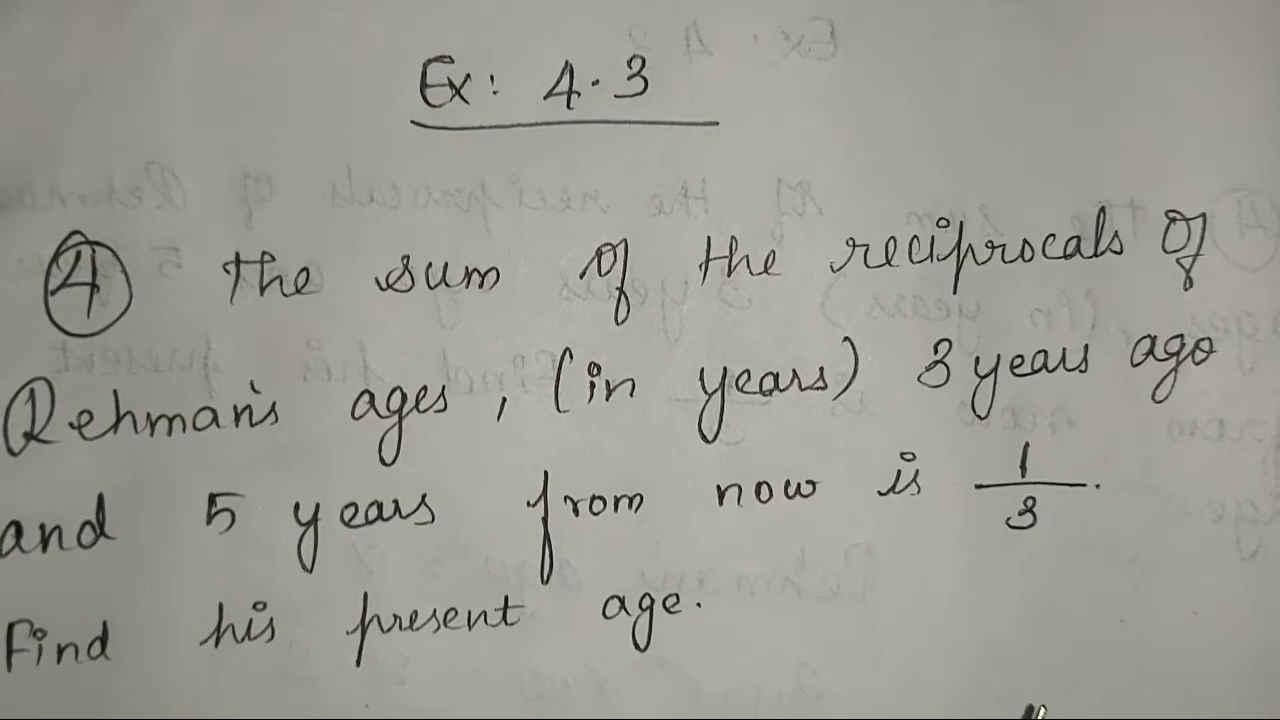 Ex: 4.3
④ the sum of the reciprocals of
Rehman's ages, (in years) 3 years ago
and 5 years from now is 1/3.
Find his present age.